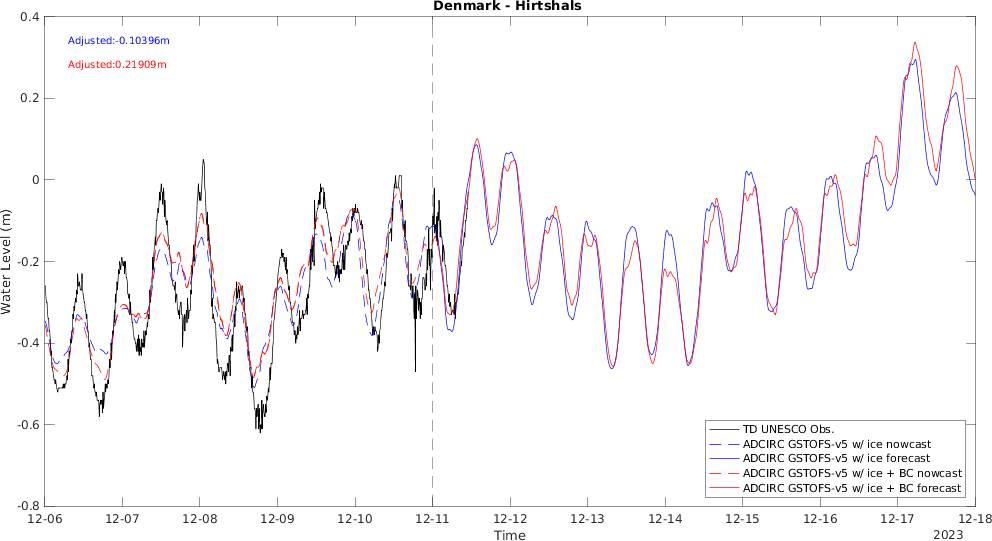 Denmark - Hirtshals
Adjusted:-0.10396m
Adjusted:0.21909m
Water Level (m)
0.4
0.2
0
-0.2
-0.4
-0.6
-0.8
TD UNESCO Obs.
ADCIRC GSTOFS-v5 w/ ice nowcast
ADCIRC GSTOFS-v5 w/ ice forecast
ADCIRC GSTOFS-v5 w/ ice + BC nowcast
ADCIRC GSTOFS-v5 w/ ice + BC forecast
12-06 12-07 12-08 12-09 12-10 12-11 12-12 12-13 12-14 12-15 12-16 12-17 12-18
Time
2023